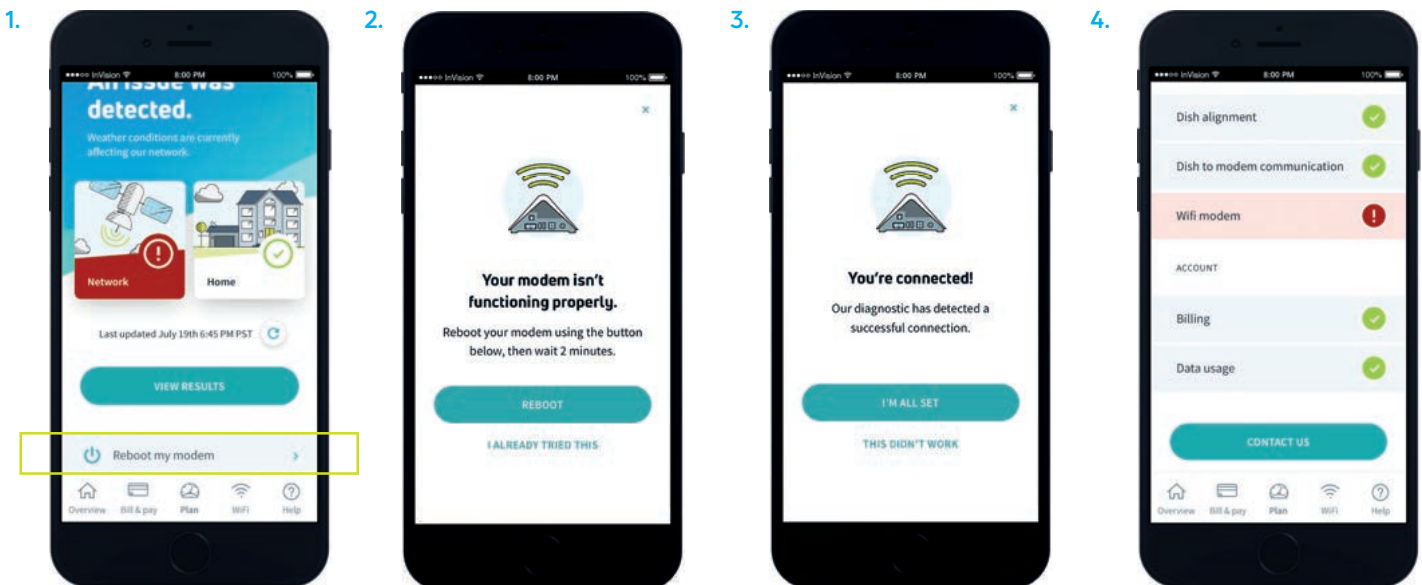 1.
InVision 8:00 PM 100%
An issue was
detected.
Weather conditions are currently
affecting our network.
Network
Home
Last updated July 19th 6:45 PM PST
VIEW RESULTS
Reboot my modem
Overview Bill & pay Plan WiFi Help
2.
InVision 8:00 PM 100%
Your modem isn't
functioning properly.
Reboot your modem using the button
below, then wait 2 minutes.
REBOOT
I ALREADY TRIED THIS
3.
InVision 8:00 PM 100%
You're connected!
Our diagnostic has detected a
successful connection.
I'M ALL SET
THIS DIDN'T WORK
4.
InVision 8:00 PM 100%
Dish alignment
Dish to modem communication
Wifi modem
ACCOUNT
Billing
Data usage
CONTACT US
Overview Bill & pay Plan WiFi Help